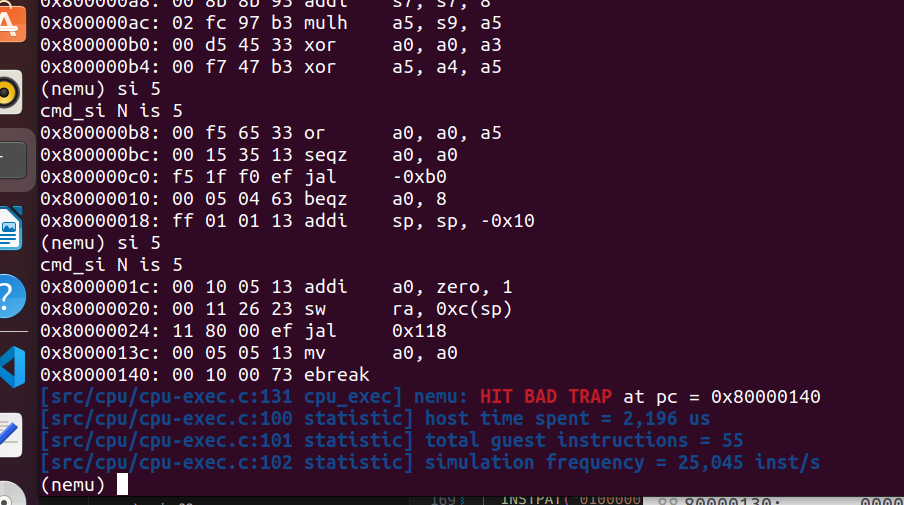 0x800000a8: 00 8b 8b 93 addi    s7, s7, 8
0x800000ac: 02 fc 97 b3 mulh    a5, s9, a5
0x800000b0: 00 d5 45 33 xor     a0, a0, a3
0x800000b4: 00 f7 47 b3 xor     a5, a4, a5
(nemu) si 5
cmd_si N is 5
0x800000b8: 00 f5 65 33 or      a0, a0, a5
0x800000bc: 00 15 35 13 seqz    a0, a0
0x800000c0: f5 1f f0 ef jal     -0xb0
0x80000010: 00 05 04 63 beqz    a0, 8
0x80000018: ff 01 01 13 addi    sp, sp, -0x10
(nemu) si 5
cmd_si N is 5
0x8000001c: 00 10 05 13 addi    a0, zero, 1
0x80000020: 00 11 26 23 sw      ra, 0xc(sp)
0x80000024: 11 80 00 ef jal     0x118
0x8000013c: 00 05 05 13 mv      a0, a0
0x80000140: 00 10 00 73 ebreak
[src/cpu/cpu-exec.c:131 cpu_exec] nemu: HIT BAD TRAP at pc = 0x80000140
[src/cpu/cpu-exec.c:100 statistic] host time spent = 2,196 us
[src/cpu/cpu-exec.c:101 statistic] total guest instructions = 55
[src/cpu/cpu-exec.c:102 statistic] simulation frequency = 25,045 inst/s
(nemu)
169 INSTPAT("0100000 88 80000130: